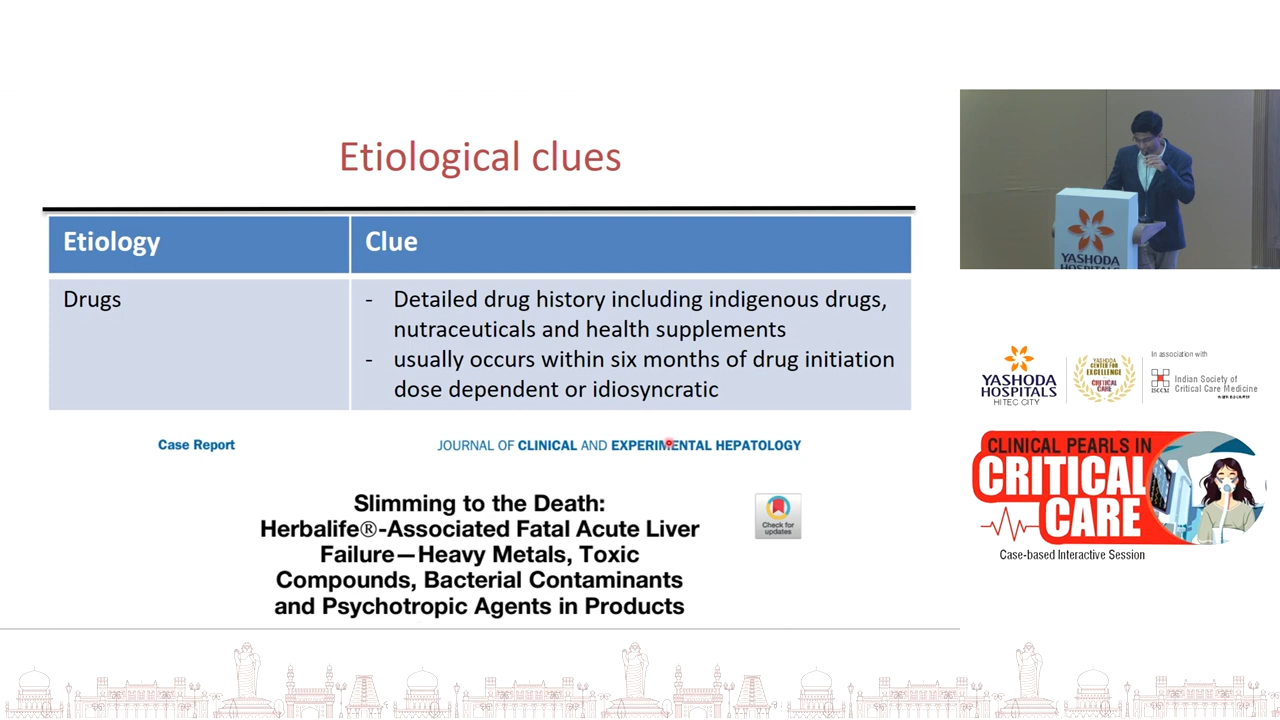 Etiological clues
Etiology
Clue
Drugs
- Detailed drug history including indigenous drugs,
nutraceuticals and health supplements
- usually occurs within six months of drug initiation
dose dependent or idiosyncratic
Case Report
JOURNAL OF CLINICAL AND EXPERIMENTAL HEPATOLOGY
Slimming to the Death:
Herbalife®-Associated Fatal Acute Liver
Failure—Heavy Metals, Toxic
Compounds, Bacterial Contaminants
and Psychotropic Agents in Products
Check for
updates
YASHODA
HOSPITALS
YASHODA
HOSPITALS
HITEC CITY
YASHODA
CENTER FOR
EXCELLENCE
CRITICAL
CARE
In association with
ISCCM
Indian Society of
Critical Care Medicine
CLINICAL PEARLS IN
CRITICAL
CARE
Case-based Interactive Session